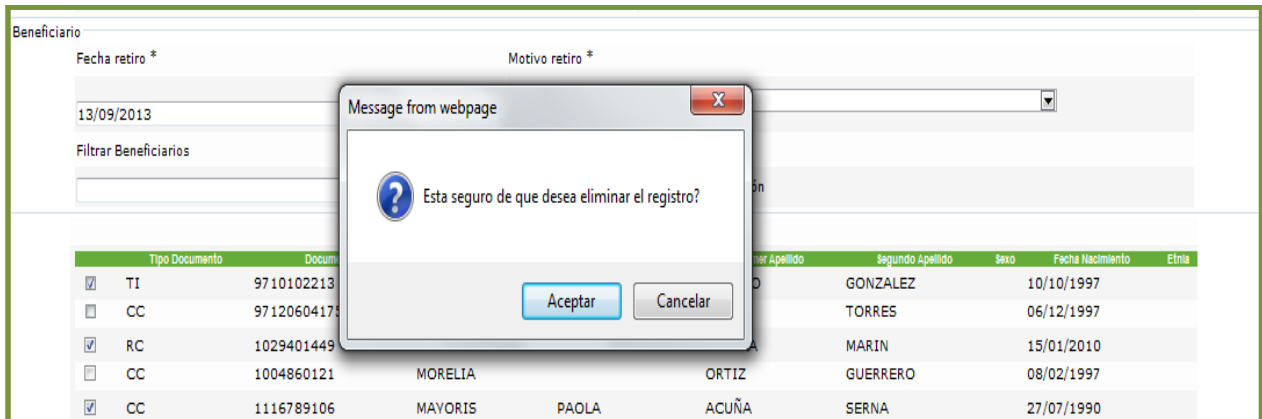 Beneficiario
Fecha retiro * Motivo retiro *
Message from webpage
13/09/2013
Filtrar Beneficiarios
Esta seguro de que desea eliminar el registro?
Tipo Documento Segundo Apellido Sexo Fecha Nacimiento Etnia
TI 9710102213 GONZALEZ 10/10/1997
Aceptar Cancelar
CC TORRES 06/12/1997
RC 1029401449 MARIN 15/01/2010
CC 1004860121 MORELIA ORTIZ GUERRERO 08/02/1997
CC 1116789106 MAYORIS PAOLA ACUÑA SERNA 27/07/1990